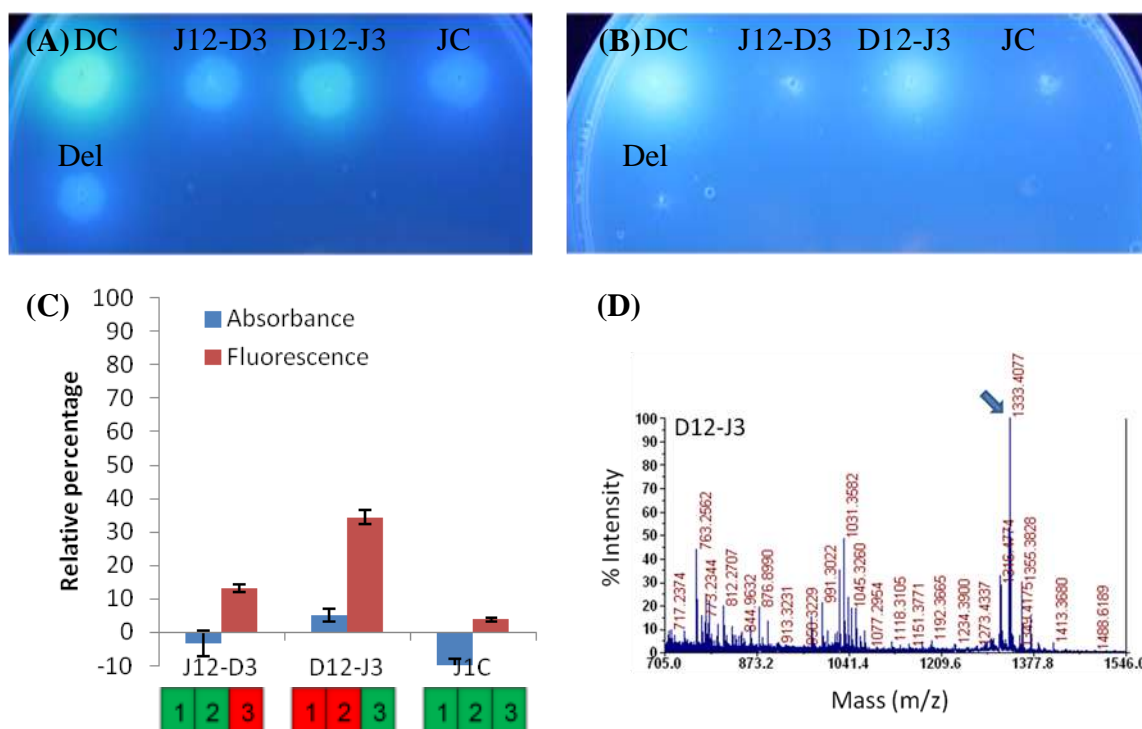 (A) DC J12-D3 D12-J3 JC
Del
(B) DC J12-D3 D12-J3 JC
Del
(C)
Relative percentage
100
90
80
70
60
50
40
30
20
10
0
-10
Absorbance
Fluorescence
J12-D3 D12-J3 J1C
1 2 3 1 2 3 1 2 3
(D)
D12-J3
% Intensity
100
90
80
70
60
50
40
30
20
10
0
717.2374
763.2562
773.2344
812.2707
844.9632
876.8990
913.3231
991.3022
1031.3582
1045.3260
1077.2954
1118.3105
1151.3771
1192.3665
1234.3900
1273.4337
1333.4077
1355.3828
1413.3680
1488.6189
705.0 873.2 1041.4 1209.6 1377.8 1546.0
Mass (m/z)